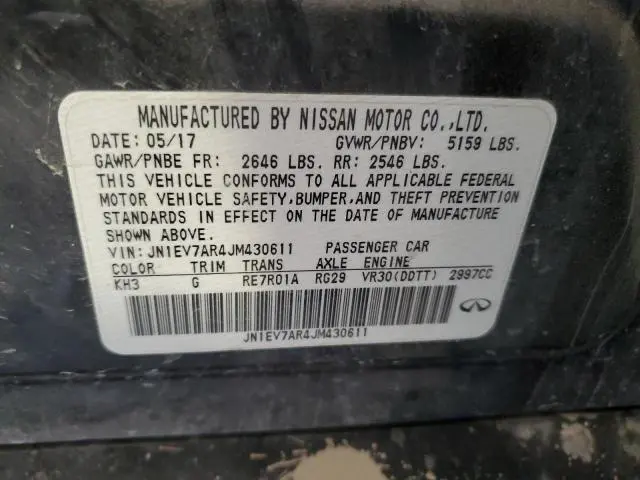 MANUFACTURED BY NISSAN MOTOR CO.,LTD.
DATE: 05/17 GVWR/PNBV: 5159 LBS.
GAWR/PNBE FR: 2646 LBS. RR: 2546 LBS.
THIS VEHICLE CONFORMS TO ALL APPLICABLE FEDERAL
MOTOR VEHICLE SAFETY,BUMPER,AND THEFT PREVENTION
STANDARDS IN EFFECT ON THE DATE OF MANUFACTURE
SHOWN ABOVE.
VIN: JN1EV7AR4JM430611 PASSENGER CAR
COLOR TRIM TRANS AXLE ENGINE
KH3 G RE7R01A RG29 VR30(DDTT) 2997CC
JN1EV7AR4JM430611